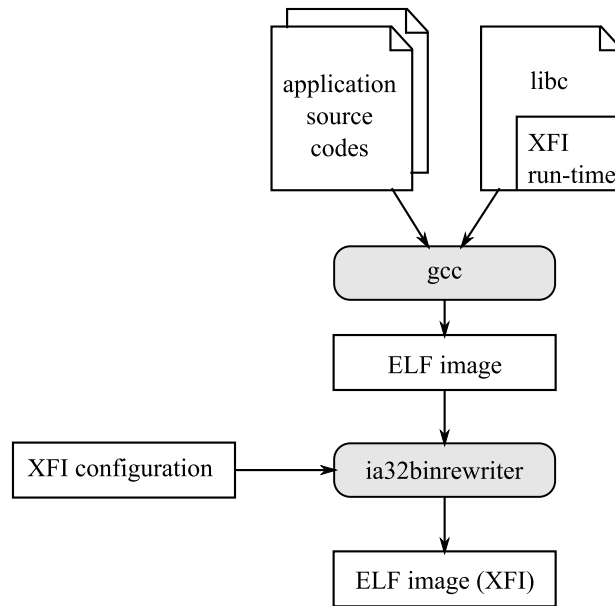 application
source
codes
libc
XFI
run-time
gcc
ELF image
XFI configuration
ia32binrewriter
ELF image (XFI)